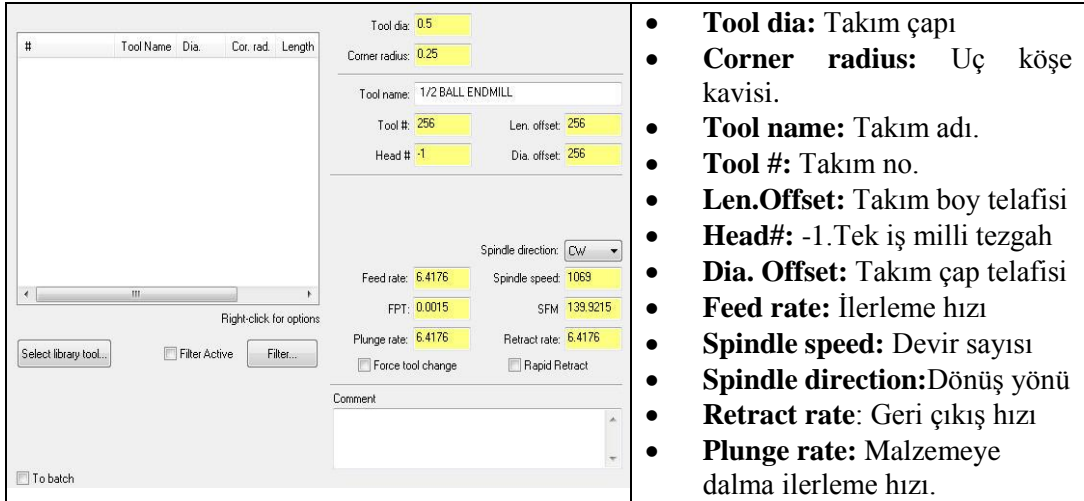 # Tool Name Dia. Cor. rad. Length
Right-click for options
Select library tool... Filter Active Filter...
To batch
Tool dia: 0.5
Corner radius: 0.25
Tool name: 1/2 BALL ENDMILL
Tool #: 256 Len. offset: 256
Head # -1 Dia. offset: 256
Spindle direction: CW
Feed rate: 6.4176 Spindle speed: 1069
FPT: 0.0015 SFM 139.9215
Plunge rate: 6.4176 Retract rate: 6.4176
Force tool change Rapid Retract
Comment
• Tool dia: Takım çapı
• Corner radius: Uç köşe
kavisi.
• Tool name: Takım adı.
• Tool #: Takım no.
• Len.Offset: Takım boy telafisi
• Head#: -1.Tek iş milli tezgah
• Dia. Offset: Takım çap telafisi
• Feed rate: İlerleme hızı
• Spindle speed: Devir sayısı
• Spindle direction:Dönüş yönü
• Retract rate: Geri çıkış hızı
• Plunge rate: Malzemeye
dalma ilerleme hızı.